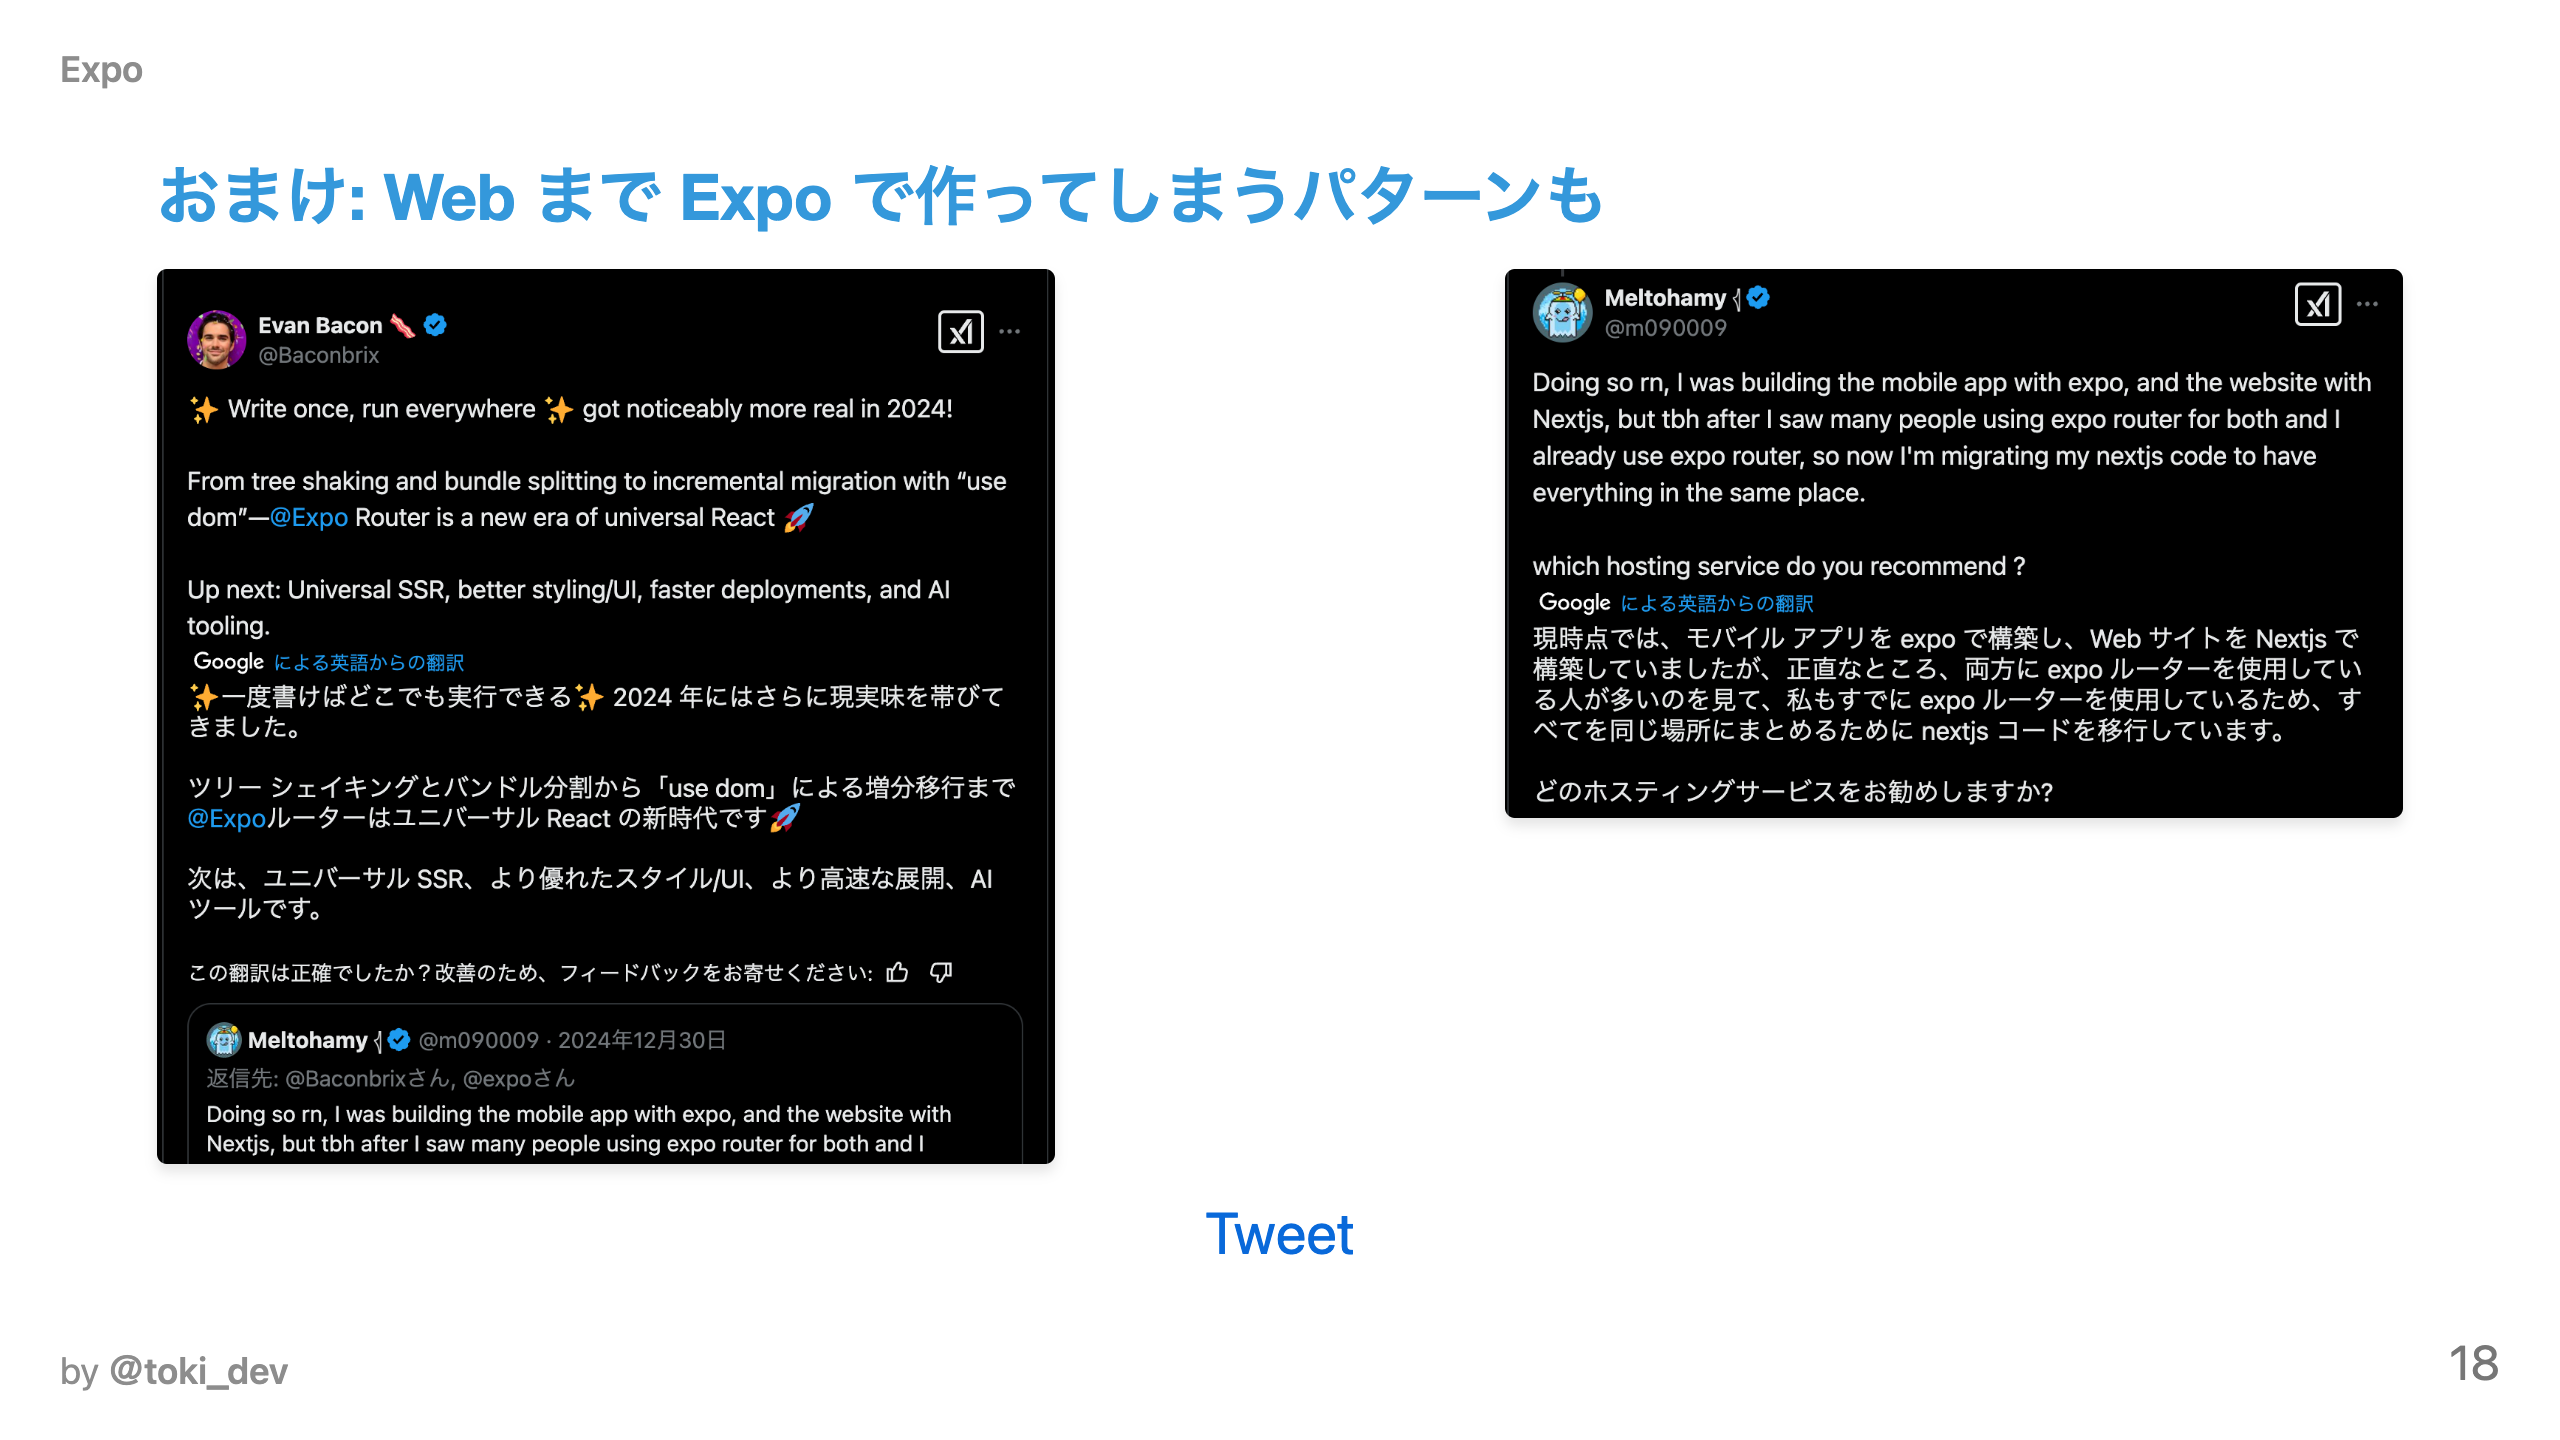 Expo
おまけ: Web まで Expo で作ってしまうパターンも
Evan Bacon 🥓
@Baconbrix
✨ Write once, run everywhere ✨ got noticeably more real in 2024!
From tree shaking and bundle splitting to incremental migration with “use
dom”—@Expo Router is a new era of universal React 🚀
Up next: Universal SSR, better styling/UI, faster deployments, and AI
tooling.
Google による英語からの翻訳
✨一度書けばどこでも実行できる✨ 2024 年にはさらに現実味を帯びて
きました。
ツリー シェイキングとバンドル分割から「use dom」による増分移行まで
@Expoルーターはユニバーサル React の新時代です🚀
次は、ユニバーサル SSR、より優れたスタイル/UI、より高速な展開、AI
ツールです。
この翻訳は正確でしたか？改善のため、フィードバックをお寄せください:
Meltohamy @m090009 · 2024年12月30日
返信先: @Baconbrixさん, @expoさん
Doing so rn, I was building the mobile app with expo, and the website with
Nextjs, but tbh after I saw many people using expo router for both and I
Meltohamy
@m090009
Doing so rn, I was building the mobile app with expo, and the website with
Nextjs, but tbh after I saw many people using expo router for both and I
already use expo router, so now I'm migrating my nextjs code to have
everything in the same place.
which hosting service do you recommend ?
Google による英語からの翻訳
現時点では、モバイル アプリを expo で構築し、Web サイトを Nextjs で
構築していましたが、正直なところ、両方に expo ルーターを使用してい
る人が多いのを見て、私もすでに expo ルーターを使用しているため、す
べてを同じ場所にまとめるために nextjs コードを移行しています。
どのホスティングサービスをお勧めしますか?
Tweet
by @toki_dev
18